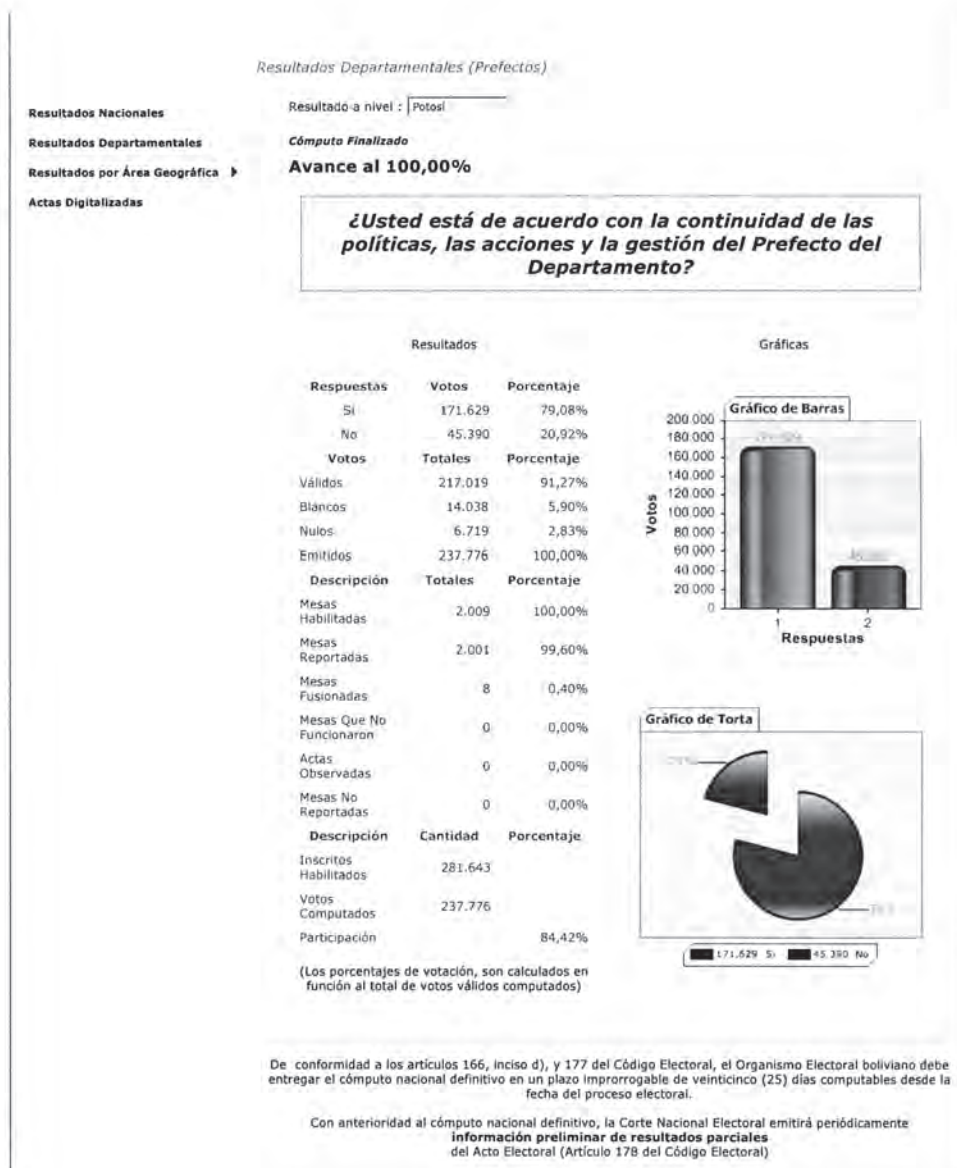 Resultados Departamentales (Prefectos)
Resultado a nivel : Potosí
Resultados Nacionales
Resultados Departamentales
Resultados por Área Geográfica
Actas Digitalizadas
Cómputo Finalizado
Avance al 100,00%
¿Usted está de acuerdo con la continuidad de las
políticas, las acciones y la gestión del Prefecto del
Departamento?
Resultados
Respuestas Votos Porcentaje
Si 171.629 79,08%
No 45.390 20,92%
Votos Totales Porcentaje
Válidos 217.019 91,27%
Blancos 14.038 5,90%
Nulos 6.719 2,83%
Emitidos 237.776 100,00%
Descripción Totales Porcentaje
Mesas
Habilitadas 2.009 100,00%
Mesas
Reportadas 2.001 99,60%
Mesas
Fusionadas 8 0,40%
Mesas Que No
Funcionaron 0 0,00%
Actas
Observadas 0 0,00%
Mesas No
Reportadas 0 0,00%
Descripción Cantidad Porcentaje
Inscritos
Habilitados 281.643
Votos
Computados 237.776
Participación 84,42%
(Los porcentajes de votación, son calculados en
función al total de votos válidos computados)
Gráficas
Gráfico de Barras
200.000
180.000
160.000
140.000
120.000
100.000
80.000
60.000
40.000
20.000
0
Votos
1 2
Respuestas
Gráfico de Torta
171,629 Si 45,390 No
De conformidad a los artículos 166, inciso d), y 177 del Código Electoral, el Organismo Electoral boliviano debe
entregar el cómputo nacional definitivo en un plazo improrrogable de veinticinco (25) días computables desde la
fecha del proceso electoral.
Con anterioridad al cómputo nacional definitivo, la Corte Nacional Electoral emitirá periódicamente
información preliminar de resultados parciales
del Acto Electoral (Artículo 178 del Código Electoral)